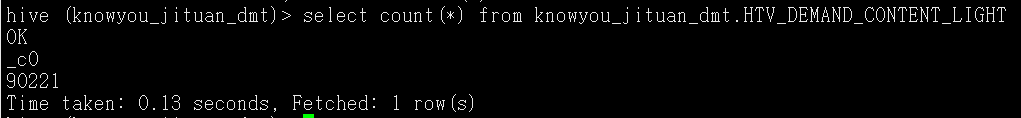 hive (knowyou_jituan_dmt)> select count(*) from knowyou_jituan_dmt.HTV_DEMAND_CONTENT_LIGHT
OK
_c0
90221
Time taken: 0.13 seconds, Fetched: 1 row(s)